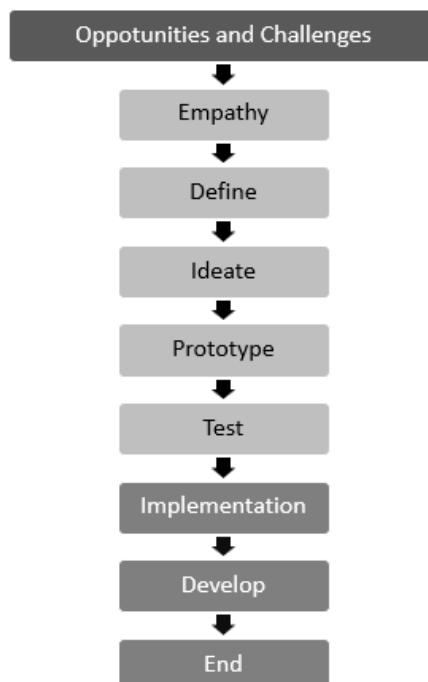 Oppotunities and Challenges
Empathy
Define
Ideate
Prototype
Test
Implementation
Develop
End